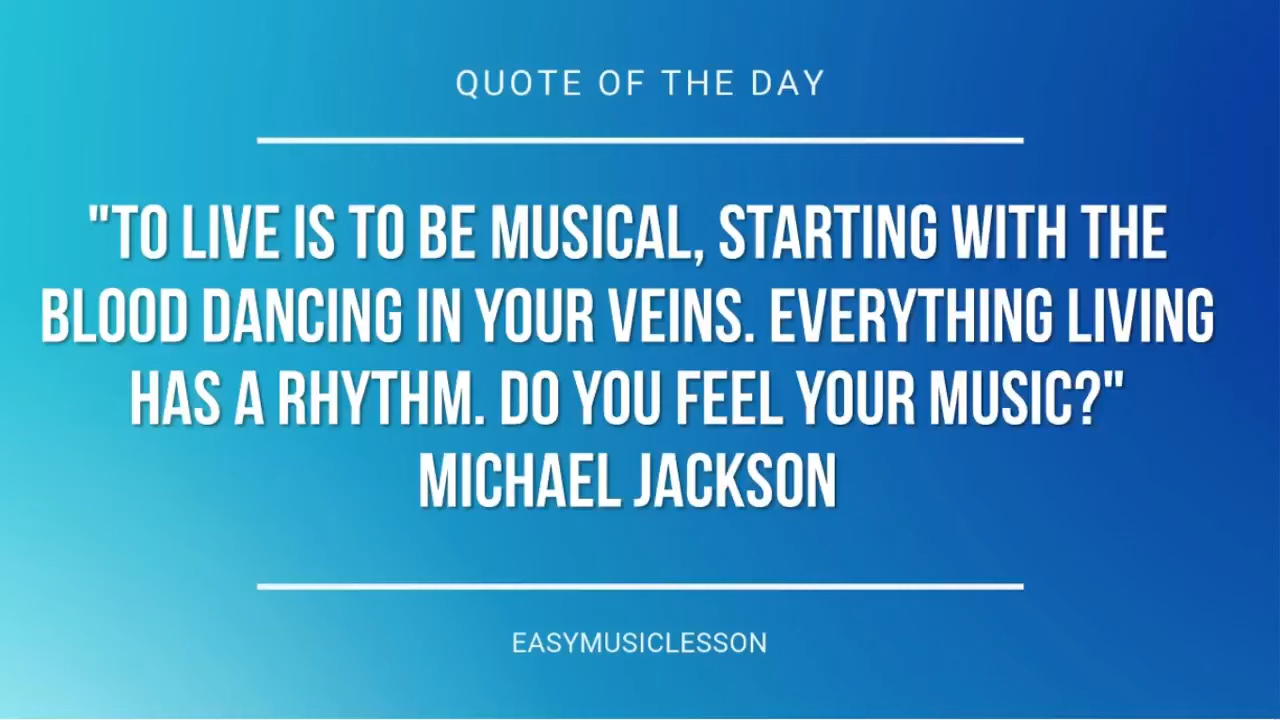 QUOTE OF THE DAY
"TO LIVE IS TO BE MUSICAL, STARTING WITH THE
BLOOD DANCING IN YOUR VEINS. EVERYTHING LIVING
HAS A RHYTHM. DO YOU FEEL YOUR MUSIC?"
MICHAEL JACKSON
EASYMUSICLESSON